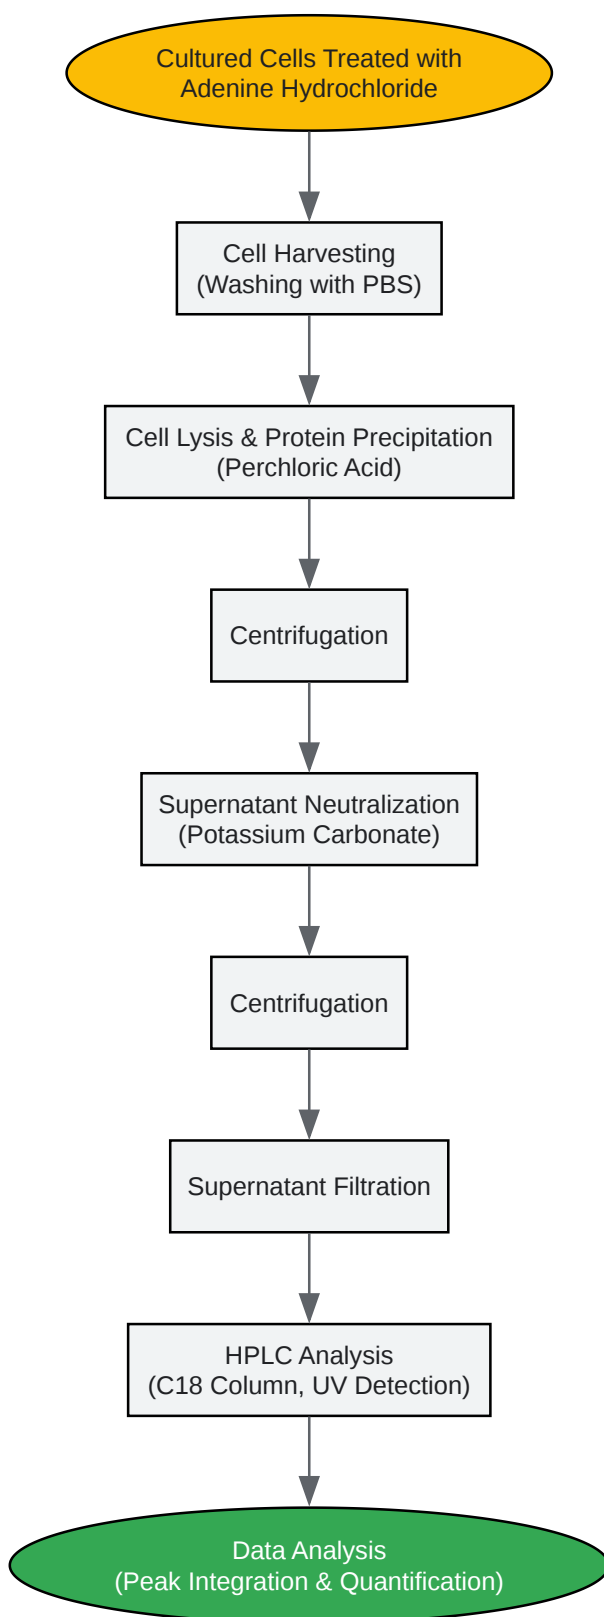 Cultured Cells Treated with
Adenine Hydrochloride
Cell Harvesting
(Washing with PBS)
Cell Lysis & Protein Precipitation
(Perchloric Acid)
Centrifugation
Supernatant Neutralization
(Potassium Carbonate)
Centrifugation
Supernatant Filtration
HPLC Analysis
(C18 Column, UV Detection)
Data Analysis
(Peak Integration & Quantification)